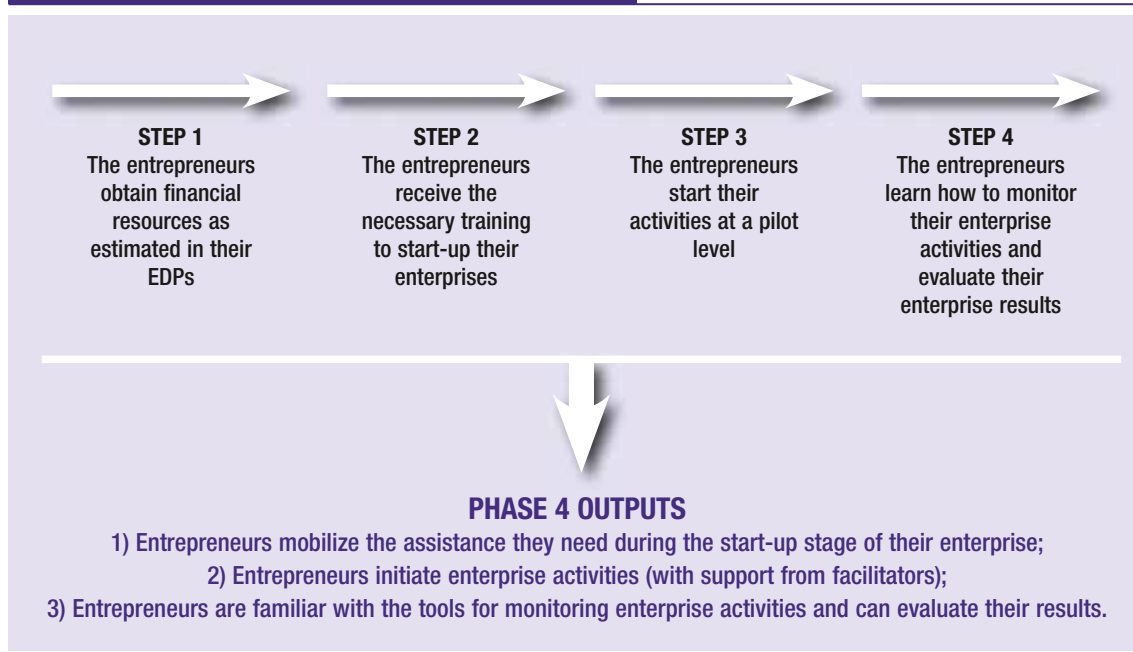 STEP 1
The entrepreneurs
obtain financial
resources as
estimated in their
EDPs
STEP 2
The entrepreneurs
receive the
necessary training
to start-up their
enterprises
STEP 3
The entrepreneurs
start their
activities at a pilot
level
STEP 4
The entrepreneurs
learn how to monitor
their enterprise
activities and
evaluate their
enterprise results
PHASE 4 OUTPUTS
1) Entrepreneurs mobilize the assistance they need during the start-up stage of their enterprise;
2) Entrepreneurs initiate enterprise activities (with support from facilitators);
3) Entrepreneurs are familiar with the tools for monitoring enterprise activities and can evaluate their results.